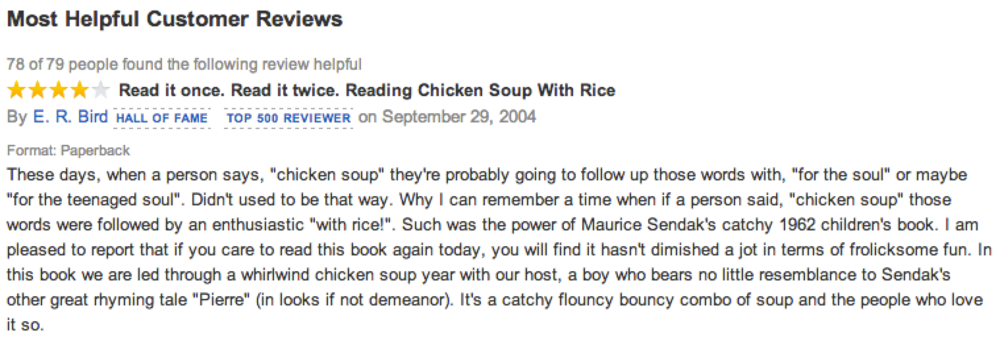 Most Helpful Customer Reviews
78 of 79 people found the following review helpful
Read it once. Read it twice. Reading Chicken Soup With Rice
By E. R. Bird HALL OF FAME TOP 500 REVIEWER on September 29, 2004
Format: Paperback
These days, when a person says, "chicken soup" they're probably going to follow up those words with, "for the soul" or maybe
"for the teenaged soul". Didn't used to be that way. Why I can remember a time when if a person said, "chicken soup" those
words were followed by an enthusiastic "with rice!". Such was the power of Maurice Sendak's catchy 1962 children's book. I am
pleased to report that if you care to read this book again today, you will find it hasn't dimished a jot in terms of frolicksome fun. In
this book we are led through a whirlwind chicken soup year with our host, a boy who bears no little resemblance to Sendak's
other great rhyming tale "Pierre" (in looks if not demeanor). It's a catchy flouncy bouncy combo of soup and the people who love
it so.